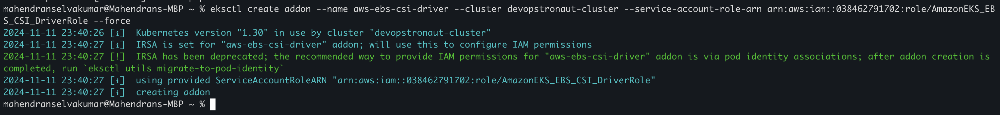 mahendranselvakumar@Mahendrans-MBP ~ % eksctl create addon --name aws-ebs-csi-driver --cluster devopstronaut-cluster --service-account-role-arn arn:aws:iam::038462791702:role/AmazonEKS_EB
S_CSI_DriverRole --force
2024-11-11 23:40:26 [ℹ]  Kubernetes version "1.30" in use by cluster "devopstronaut-cluster"
2024-11-11 23:40:27 [ℹ]  IRSA is set for "aws-ebs-csi-driver" addon; will use this to configure IAM permissions
2024-11-11 23:40:27 [!]  IRSA has been deprecated; the recommended way to provide IAM permissions for "aws-ebs-csi-driver" addon is via pod identity associations; after addon creation is
completed, run `eksctl utils migrate-to-pod-identity`
2024-11-11 23:40:27 [ℹ]  using provided ServiceAccountRoleARN "arn:aws:iam::038462791702:role/AmazonEKS_EBS_CSI_DriverRole"
2024-11-11 23:40:27 [ℹ]  creating addon
mahendranselvakumar@Mahendrans-MBP ~ %